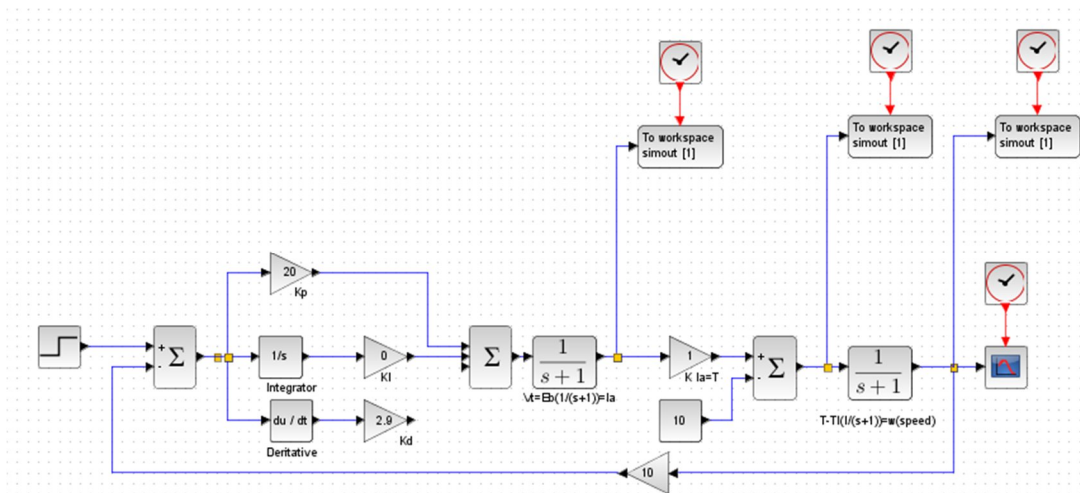 To workspace
simout [1]
To workspace
simout [1]
To workspace
simout [1]
20
Kp
+
-
Σ
1/s
Integrator
0
KI
Σ
1
s+1
Vt=Eb(1/(s+1))=Ia
1
K Ia=T
+
-
Σ
1
s+1
T-Tl(1/(s+1))=w(speed)
du / dt
Deritative
2.9
Kd
10
10